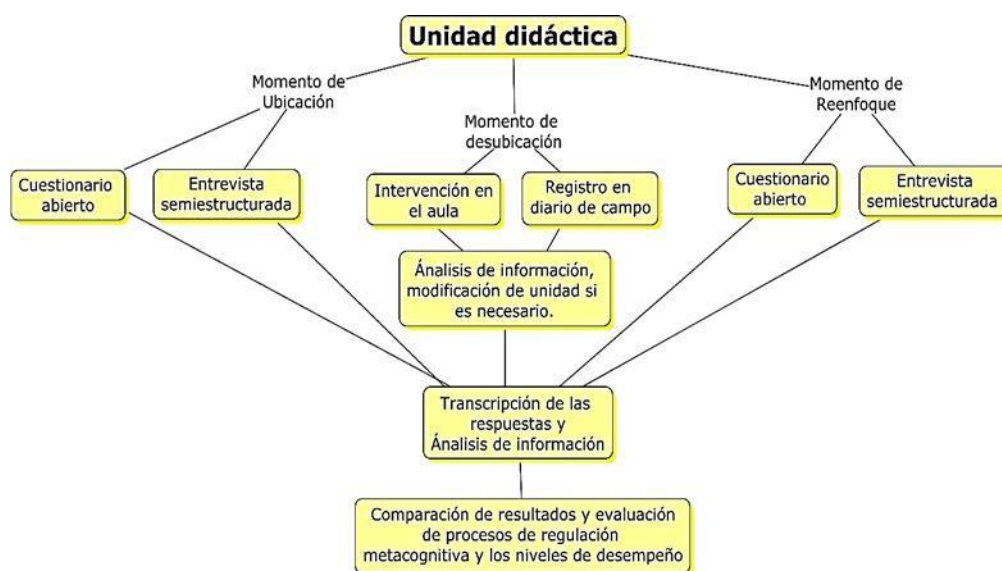 Unidad didáctica
Momento de
Ubicación
Momento de
desubicación
Momento de
Reenfoque
Cuestionario
abierto
Entrevista
semiestructurada
Intervención en
el aula
Registro en
diario de campo
Cuestionario
abierto
Entrevista
semiestructurada
Ánalisis de información,
modificación de unidad si
es necesario.
Transcripción de las
respuestas y
Ánalisis de información
Comparación de resultados y evaluación
de procesos de regulación
metacognitiva y los niveles de desempeño